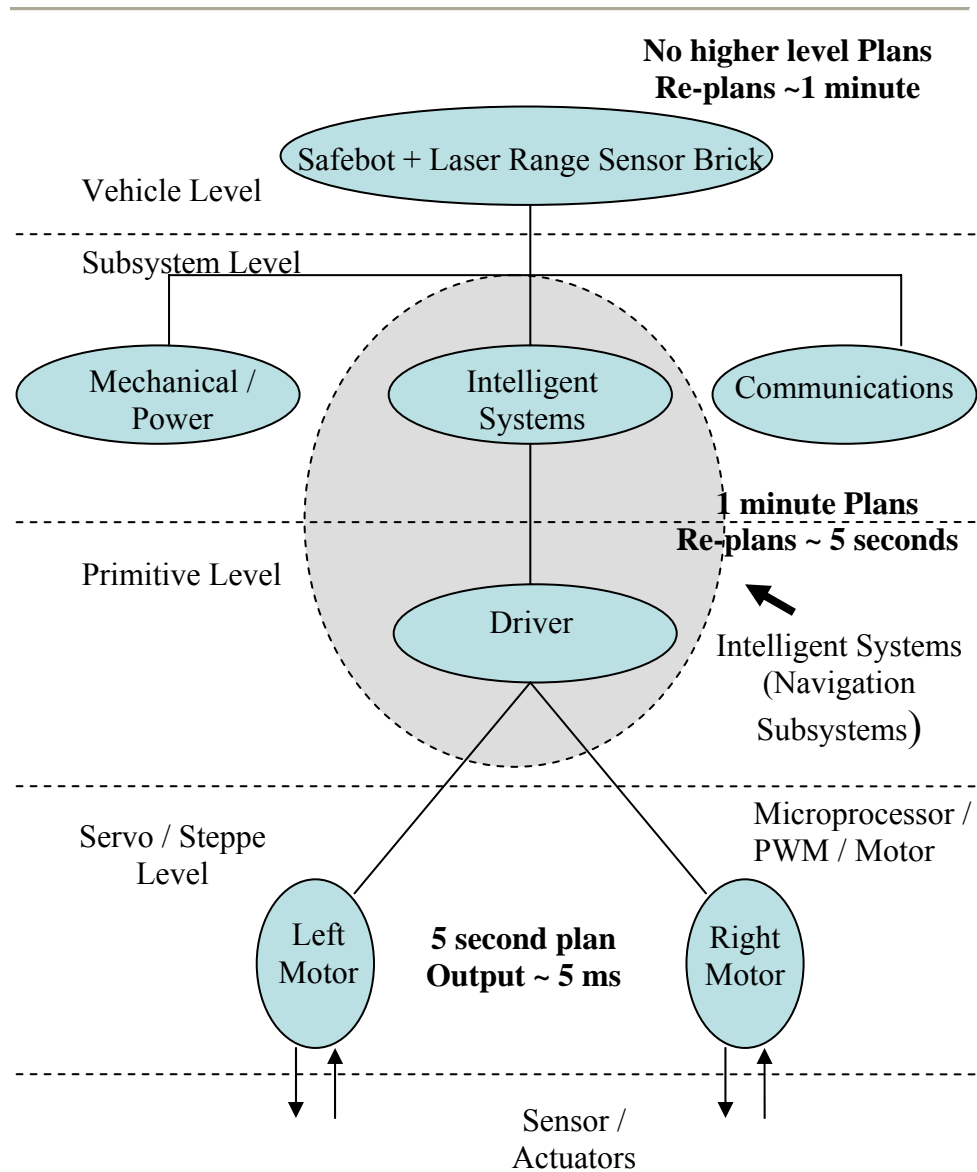 No higher level Plans
Re-plans ~1 minute
Safebot + Laser Range Sensor Brick
Vehicle Level
Subsystem Level
Mechanical /
Power
Intelligent
Systems
Communications
1 minute Plans
Re-plans ~ 5 seconds
Primitive Level
Driver
Intelligent Systems
(Navigation
Subsystems)
Servo / Steppe
Level
Microprocessor /
PWM / Motor
Left
Motor
5 second plan
Output ~ 5 ms
Right
Motor
Sensor /
Actuators